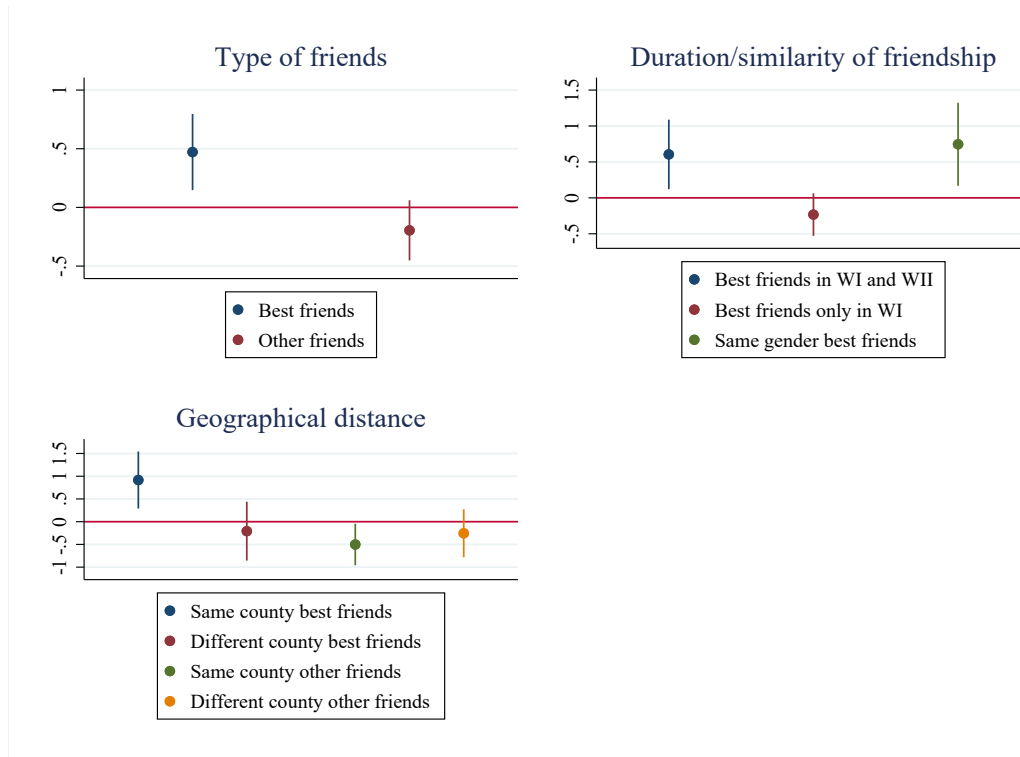 Type of friends
1
.5
0
-.5
Best friends
Other friends
Duration/similarity of friendship
1.5
1
.5
0
-.5
Best friends in WI and WII
Best friends only in WI
Same gender best friends
Geographical distance
1.5
1
.5
0
-.5
-1
Same county best friends
Different county best friends
Same county other friends
Different county other friends